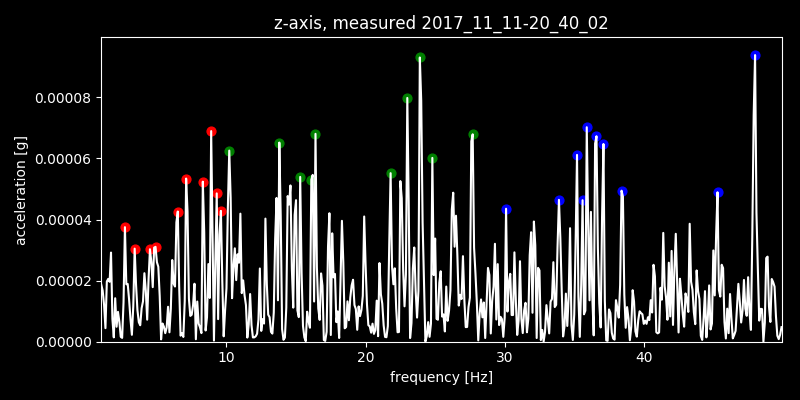 z-axis, measured 2017_11_11-20_40_02
0.00008
0.00006
0.00004
0.00002
0.00000
acceleration [g]
10 20 30 40
frequency [Hz]